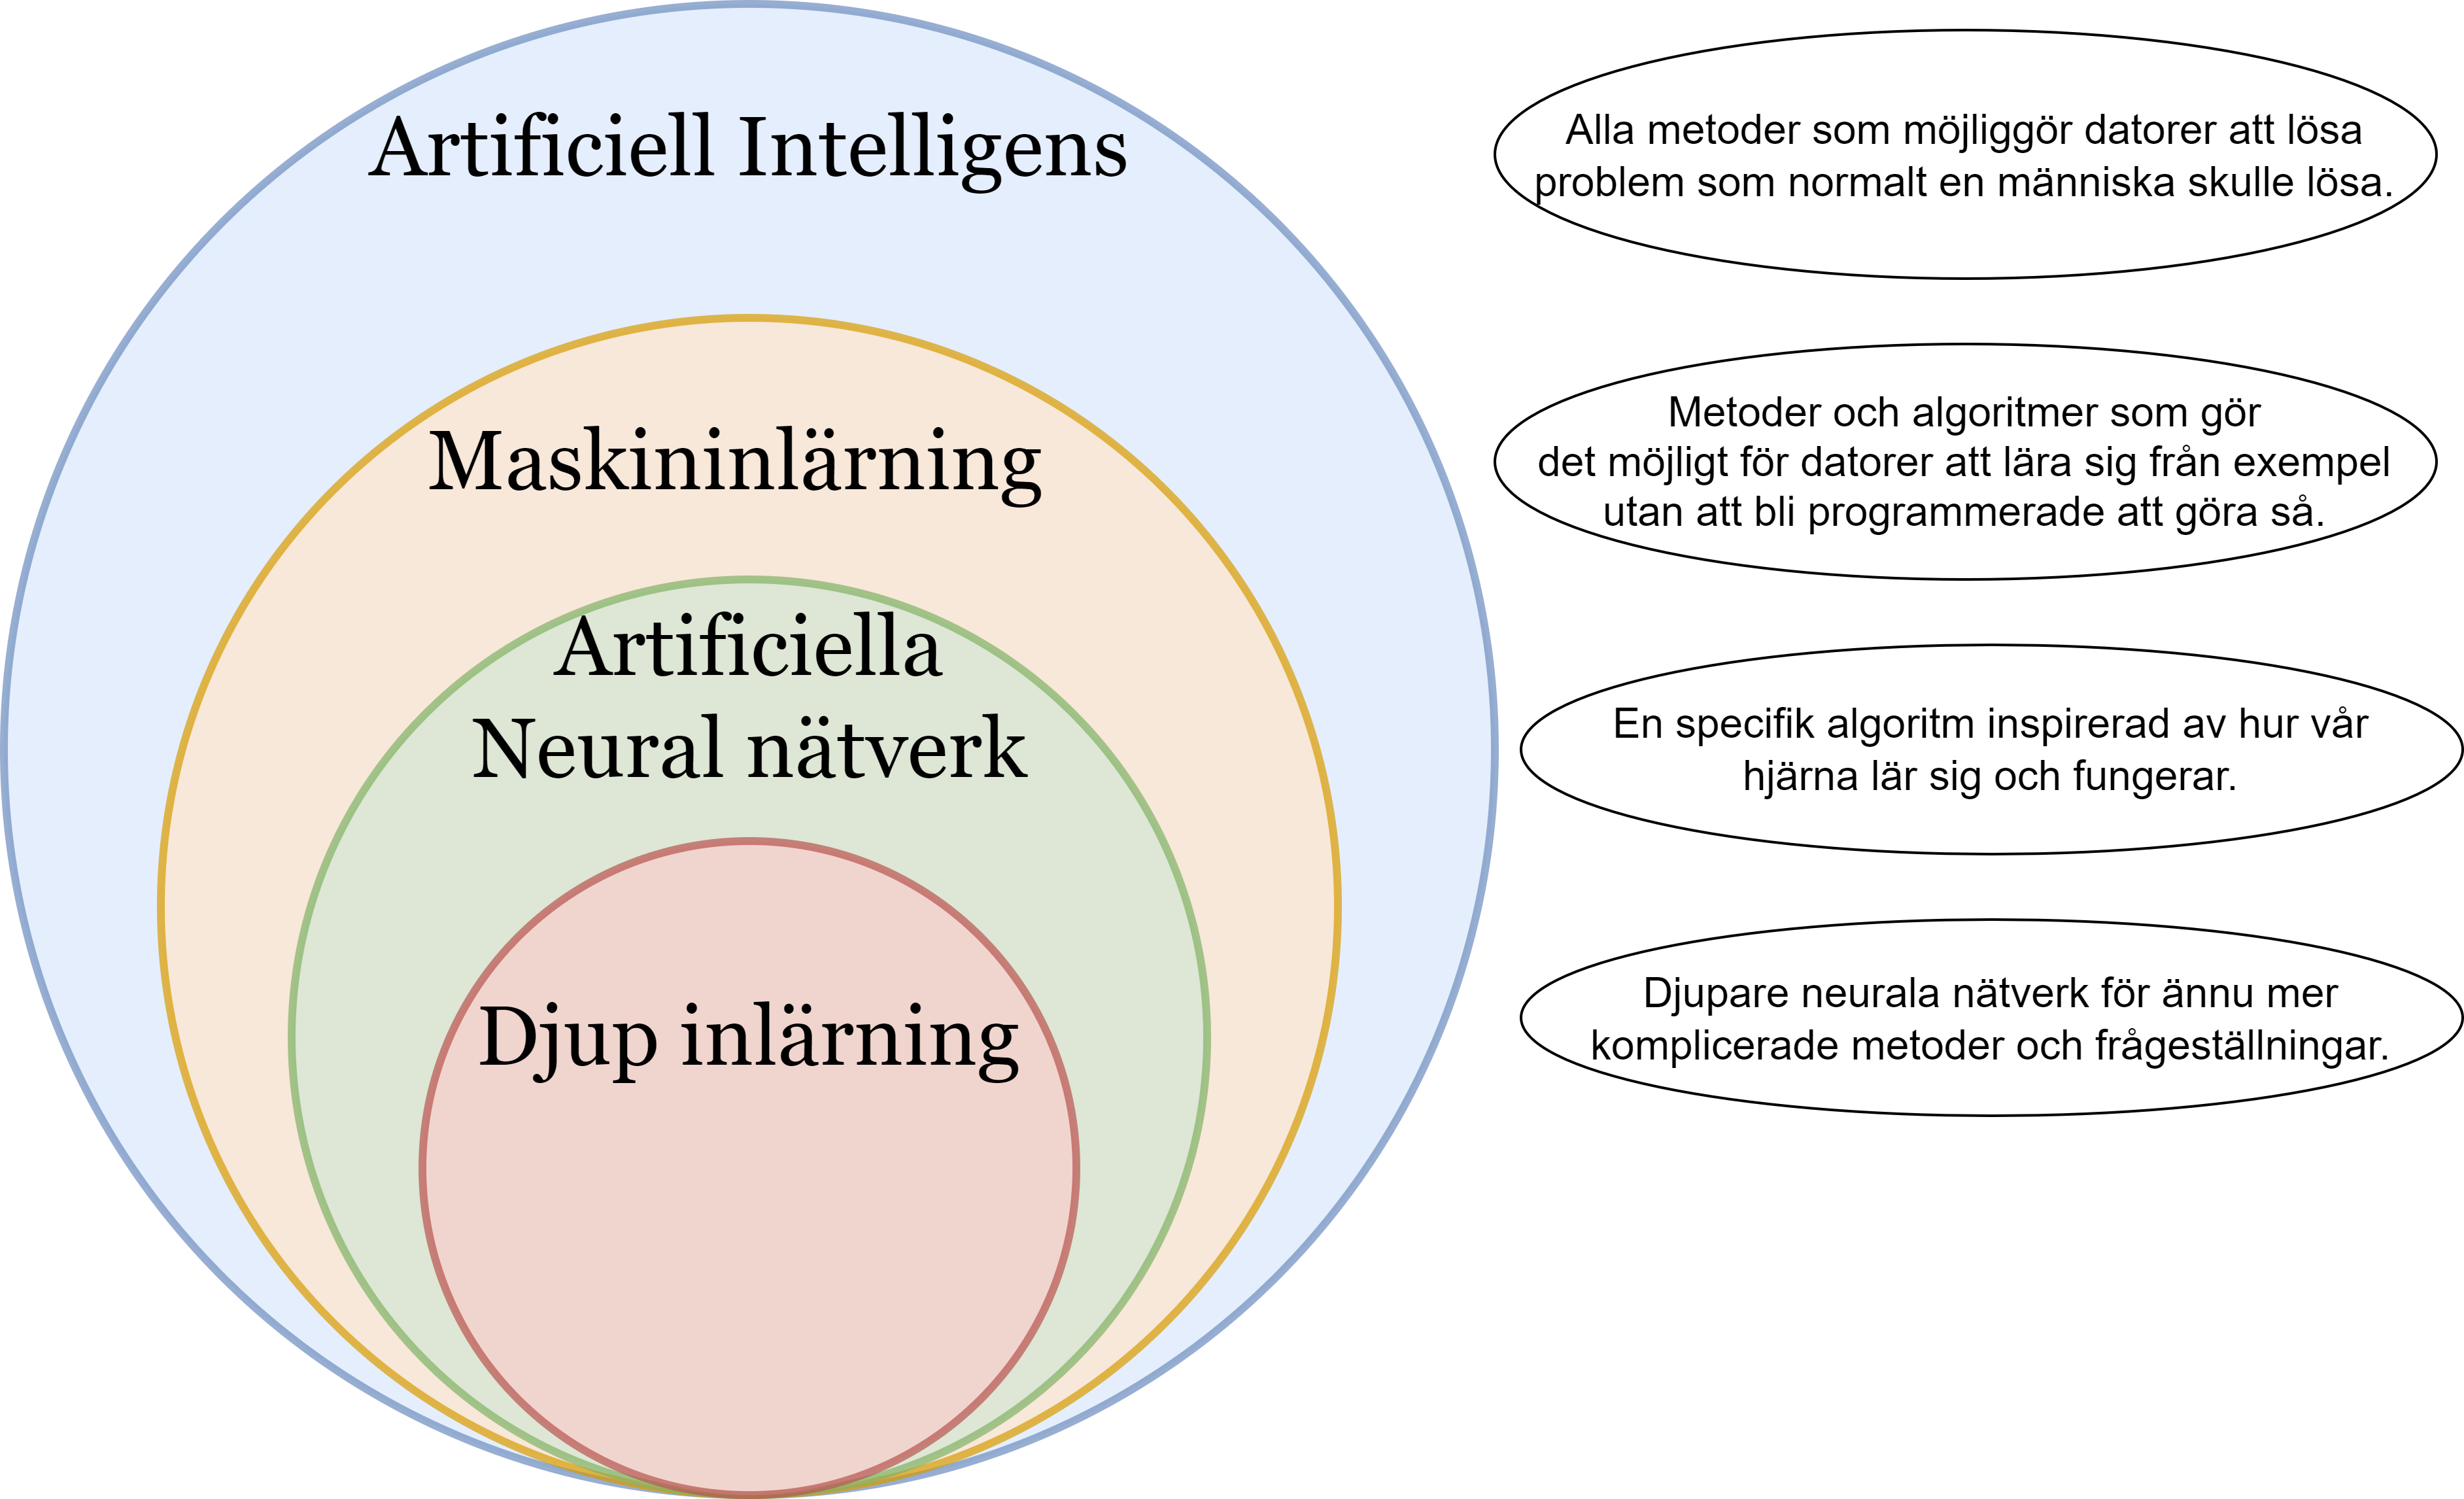 Artificiell Intelligens
Maskininlärning
Artificiella
Neural nätverk
Djup inlärning
Alla metoder som möjliggör datorer att lösa
problem som normalt en människa skulle lösa.
Metoder och algoritmer som gör
det möjligt för datorer att lära sig från exempel
utan att bli programmerade att göra så.
En specifik algoritm inspirerad av hur vår
hjärna lär sig och fungerar.
Djupare neurala nätverk för ännu mer
komplicerade metoder och frågeställningar.